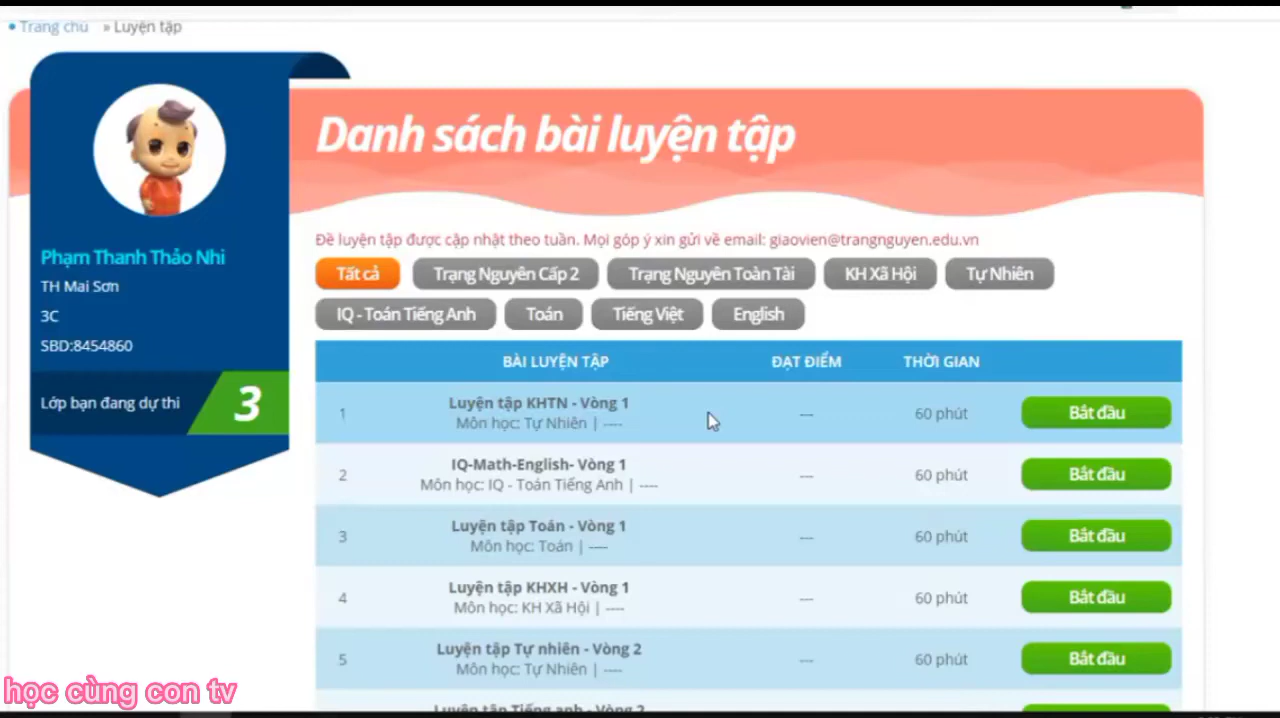 • Trang chủ » Luyện tập
Danh sách bài luyện tập
Phạm Thanh Thảo Nhi
TH Mai Sơn
3C
SBD:8454860
Lớp bạn đang dự thi 3
Đề luyện tập được cập nhật theo tuần. Mọi góp ý xin gửi về email: giaovien@trangnguyen.edu.vn
Tất cả Trạng Nguyên Cấp 2 Trạng Nguyên Toàn Tài KH Xã Hội Tự Nhiên
IQ - Toán Tiếng Anh Toán Tiếng Việt English
BÀI LUYỆN TẬP ĐẠT ĐIỂM THỜI GIAN
1 Luyện tập KHTN - Vòng 1 --- 60 phút Bắt đầu
Môn học: Tự Nhiên | ----
2 IQ-Math-English- Vòng 1 --- 60 phút Bắt đầu
Môn học: IQ - Toán Tiếng Anh | ----
3 Luyện tập Toán - Vòng 1 --- 60 phút Bắt đầu
Môn học: Toán | ----
4 Luyện tập KHXH - Vòng 1 --- 60 phút Bắt đầu
Môn học: KH Xã Hội | ----
5 Luyện tập Tự nhiên - Vòng 2 --- 60 phút Bắt đầu
Môn học: Tự Nhiên | ----
Luyện tập Tiếng anh - Vòng 2
học cùng con tv